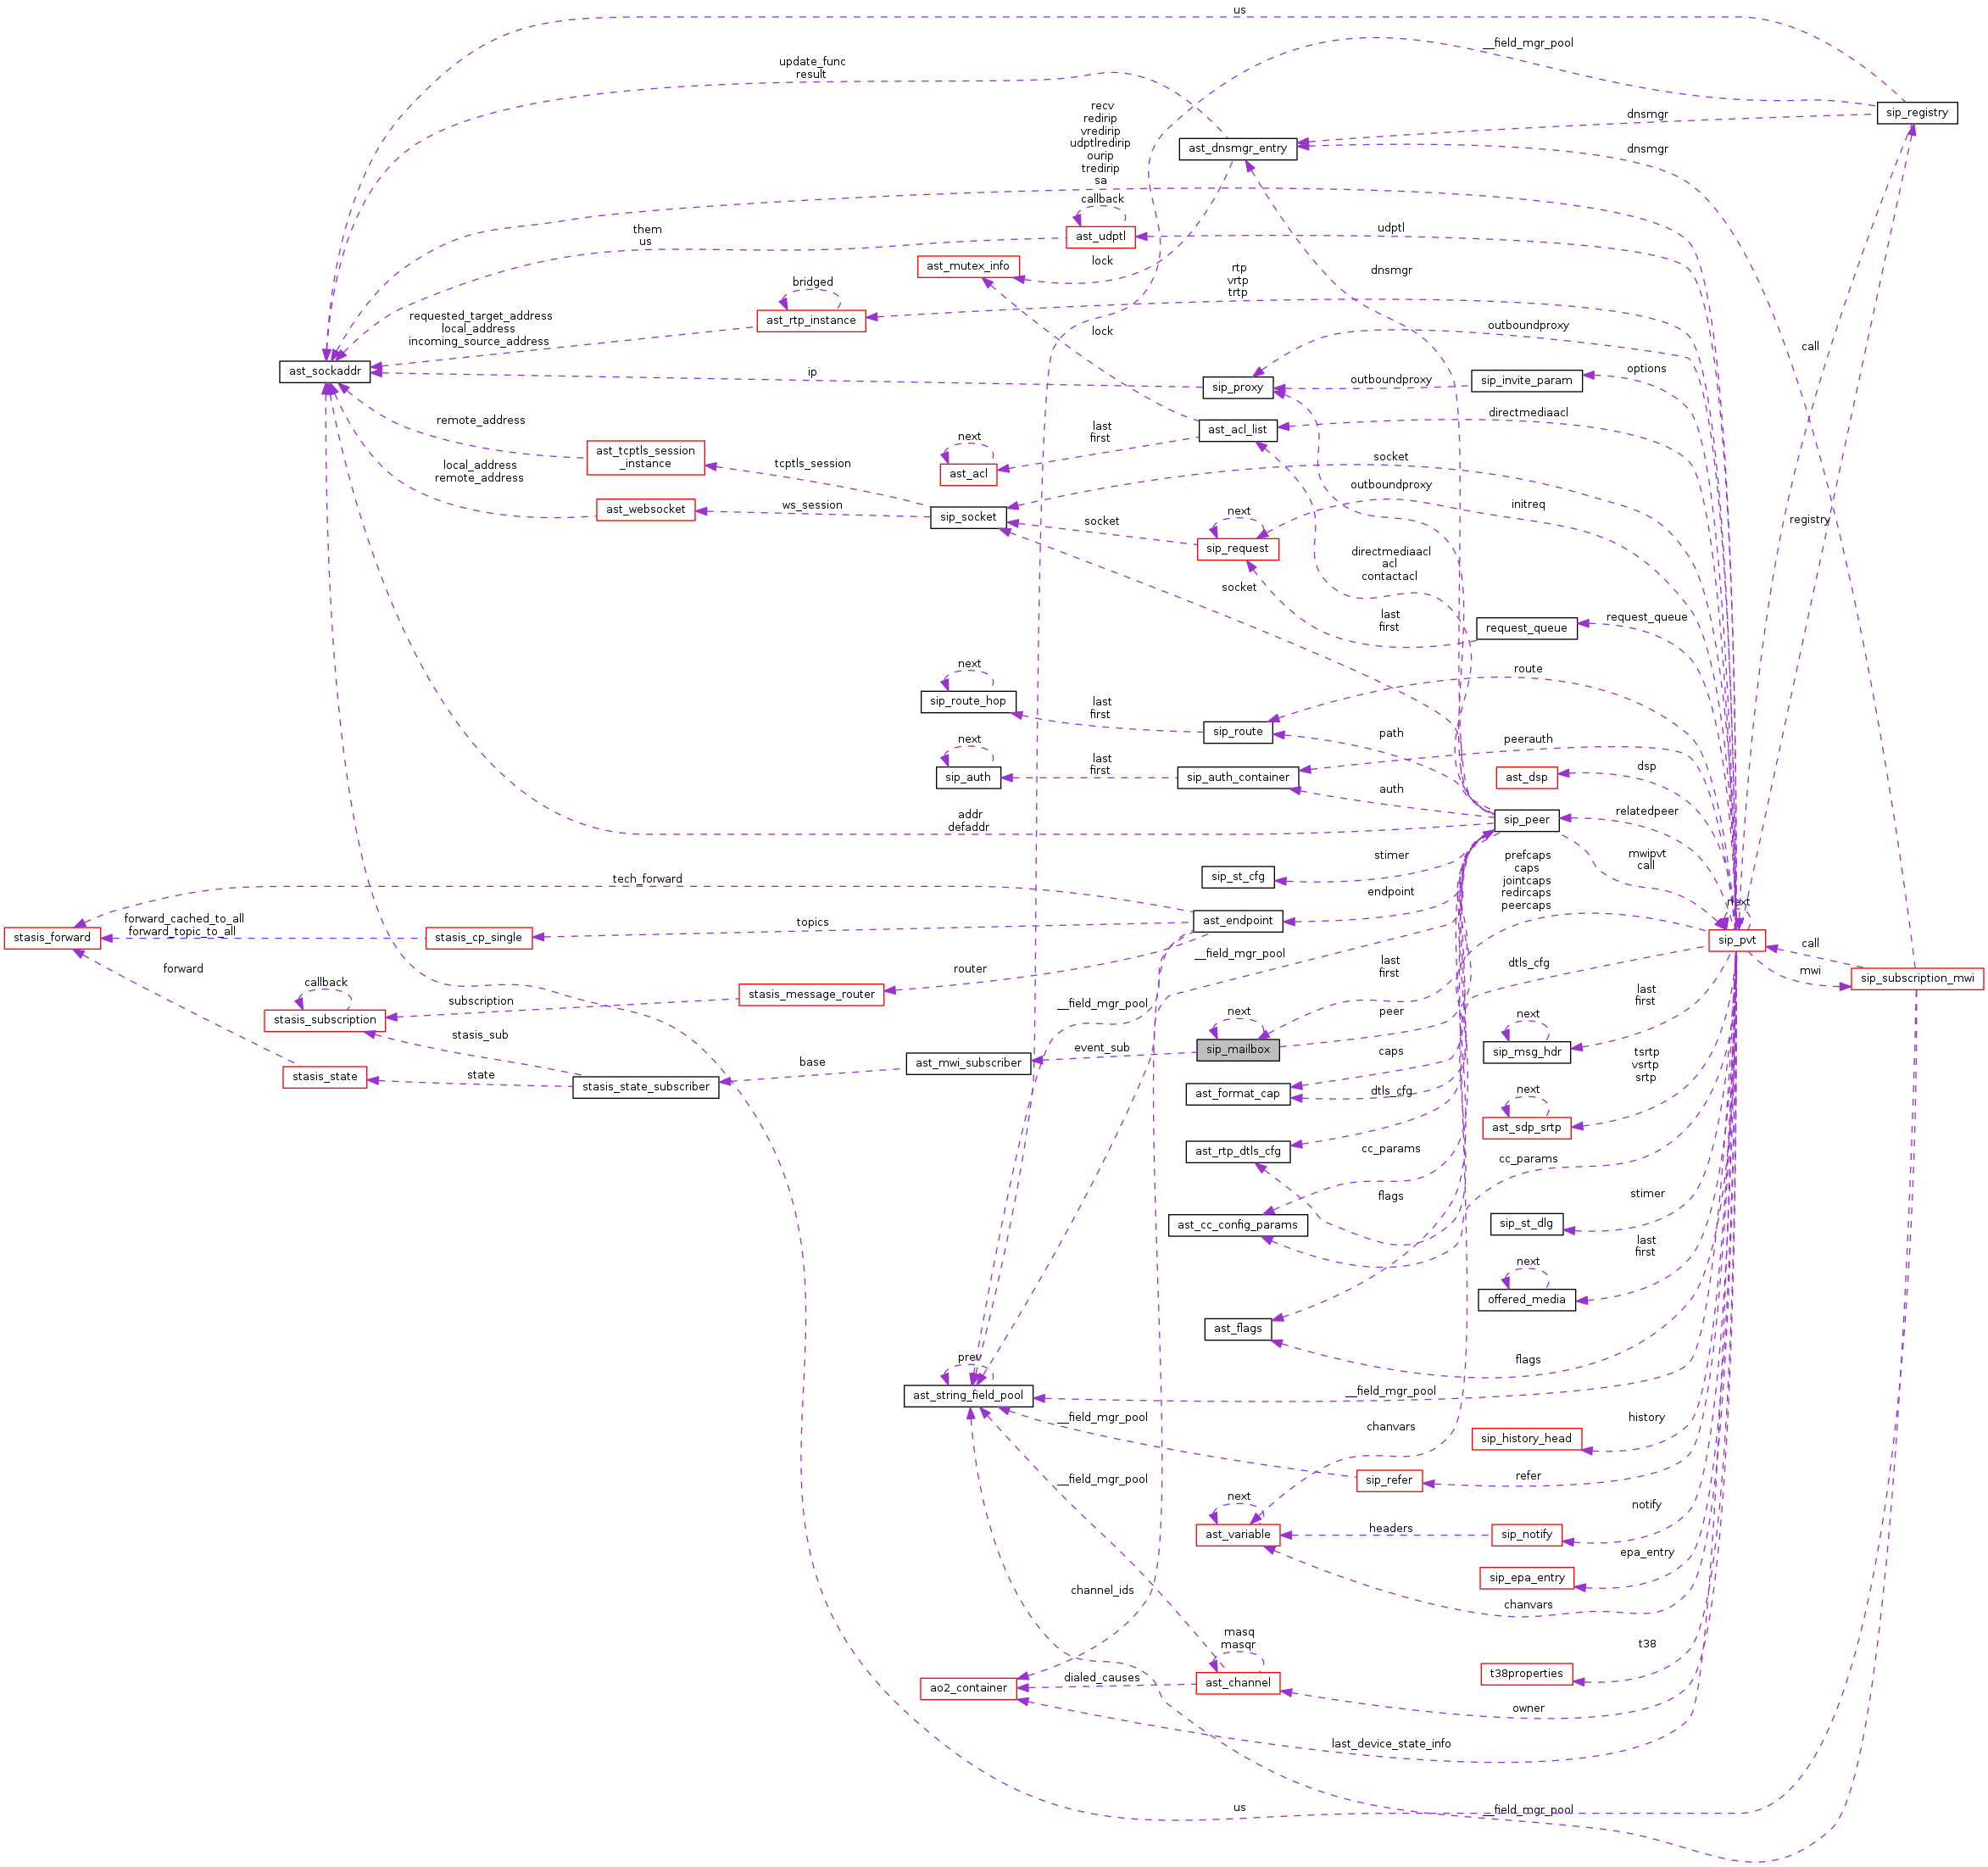 us
__field_mgr_pool
update_func
result
recv
redirip
vredirip
udptlredirip
ourip
tredirip
sa
sip_registry
dnsmgr
ast_dnsmgr_entry
dnsmgr
callback
them
us
ast_udptl
udptl
ast_mutex_info
lock
rtp
vrtp
trtp
dnsmgr
bridged
requested_target_address
local_address
incoming_source_address
ast_rtp_instance
lock
outboundproxy
call
ast_sockaddr
ip
sip_proxy
outboundproxy
sip_invite_param
options
remote_address
last
first
ast_acl_list
directmediaacl
next
ast_tcptls_session
_instance
tcptls_session
ast_acl
socket
local_address
remote_address
outboundproxy
ast_websocket
ws_session
sip_socket
socket
next
initreq
registry
sip_request
directmediaacl
acl
contactacl
socket
last
first
request_queue
request_queue
next
route
sip_route_hop
last
first
sip_route
path
next
peerauth
sip_auth
last
first
sip_auth_container
auth
ast_dsp
dsp
addr
defaddr
sip_peer
relatedpeer
stimer
prefcaps
caps
jointcaps
redircaps
peercaps
mwipvt
call
tech_forward
sip_st_cfg
endpoint
next
forward_cached_to_all
forward_topic_to_all
stasis_forward
stasis_cp_single
topics
ast_endpoint
sip_pvt
call
__field_mgr_pool
forward
router
last
first
dtls_cfg
mwi
sip_subscription_mwi
callback
subscription
stasis_message_router
__field_mgr_pool
last
first
stasis_subscription
next
peer
next
stasis_sub
event_sub
sip_mailbox
caps
sip_msg_hdr
tsrtp
vsrtp
srtp
ast_mwi_subscriber
base
stasis_state
state
stasis_state_subscriber
ast_format_cap
dtls_cfg
next
ast_sdp_srtp
ast_rtp_dtls_cfg
cc_params
cc_params
flags
stimer
ast_cc_config_params
sip_st_dlg
last
first
next
offered_media
ast_flags
prev
flags
ast_string_field_pool
__field_mgr_pool
__field_mgr_pool
chanvars
history
sip_history_head
sip_refer
refer
__field_mgr_pool
next
notify
ast_variable
headers
sip_notify
epa_entry
sip_epa_entry
channel_ids
chanvars
masq
masqr
t38
dialed_causes
ast_channel
t38properties
ao2_container
owner
last_device_state_info
us
__field_mgr_pool